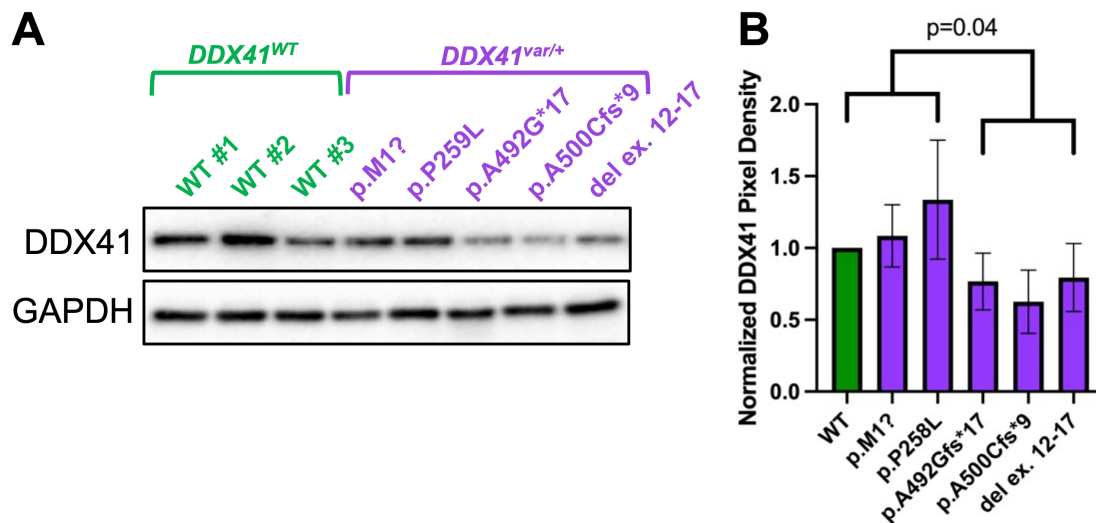 A
DDX41WT
DDX41var/+
WT #1
WT #2
WT #3
p.M1?
p.P259L
p.A492G*17
p.A500Cfs*9
del ex. 12-17
DDX41
GAPDH
B
p=0.04
Normalized DDX41 Pixel Density
2.0
1.5
1.0
0.5
0.0
WT
p.M1?
p.P258L
p.A492Gfs*17
p.A500Cfs*9
del ex. 12-17